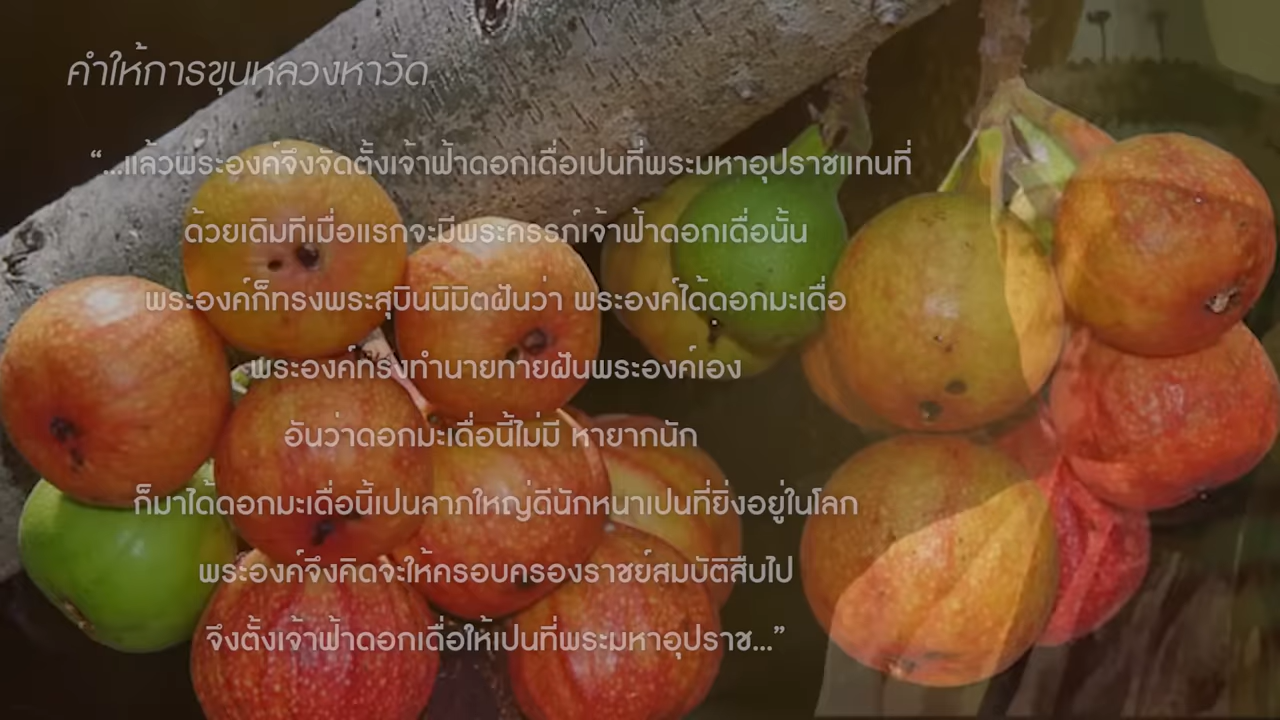 คำให้การขุนหลวงหาวัด
“...แล้วพระองค์จึงจัดตั้งเจ้าฟ้าดอกเดื่อเปนที่พระมหาอุปราชแทนที่
ด้วยเดิมทีเมื่อแรกจะมีพระครรภ์เจ้าฟ้าดอกเดื่อนั้น
พระองค์ก็ทรงพระสุบินนิมิตฝันว่า พระองค์ได้ดอกมะเดื่อ
พระองค์ทรงทำนายทายฝันพระองค์เอง
อันว่าดอกมะเดื่อนี้ไม่มี หายากนัก
ก็มาได้ดอกมะเดื่อนี้เปนลาภใหญ่ดีนักหนาเปนที่ยิ่งอยู่ในโลก
พระองค์จึงคิดจะให้ครอบครองราชย์สมบัติสืบไป
จึงตั้งเจ้าฟ้าดอกเดื่อให้เปนที่พระมหาอุปราช...”